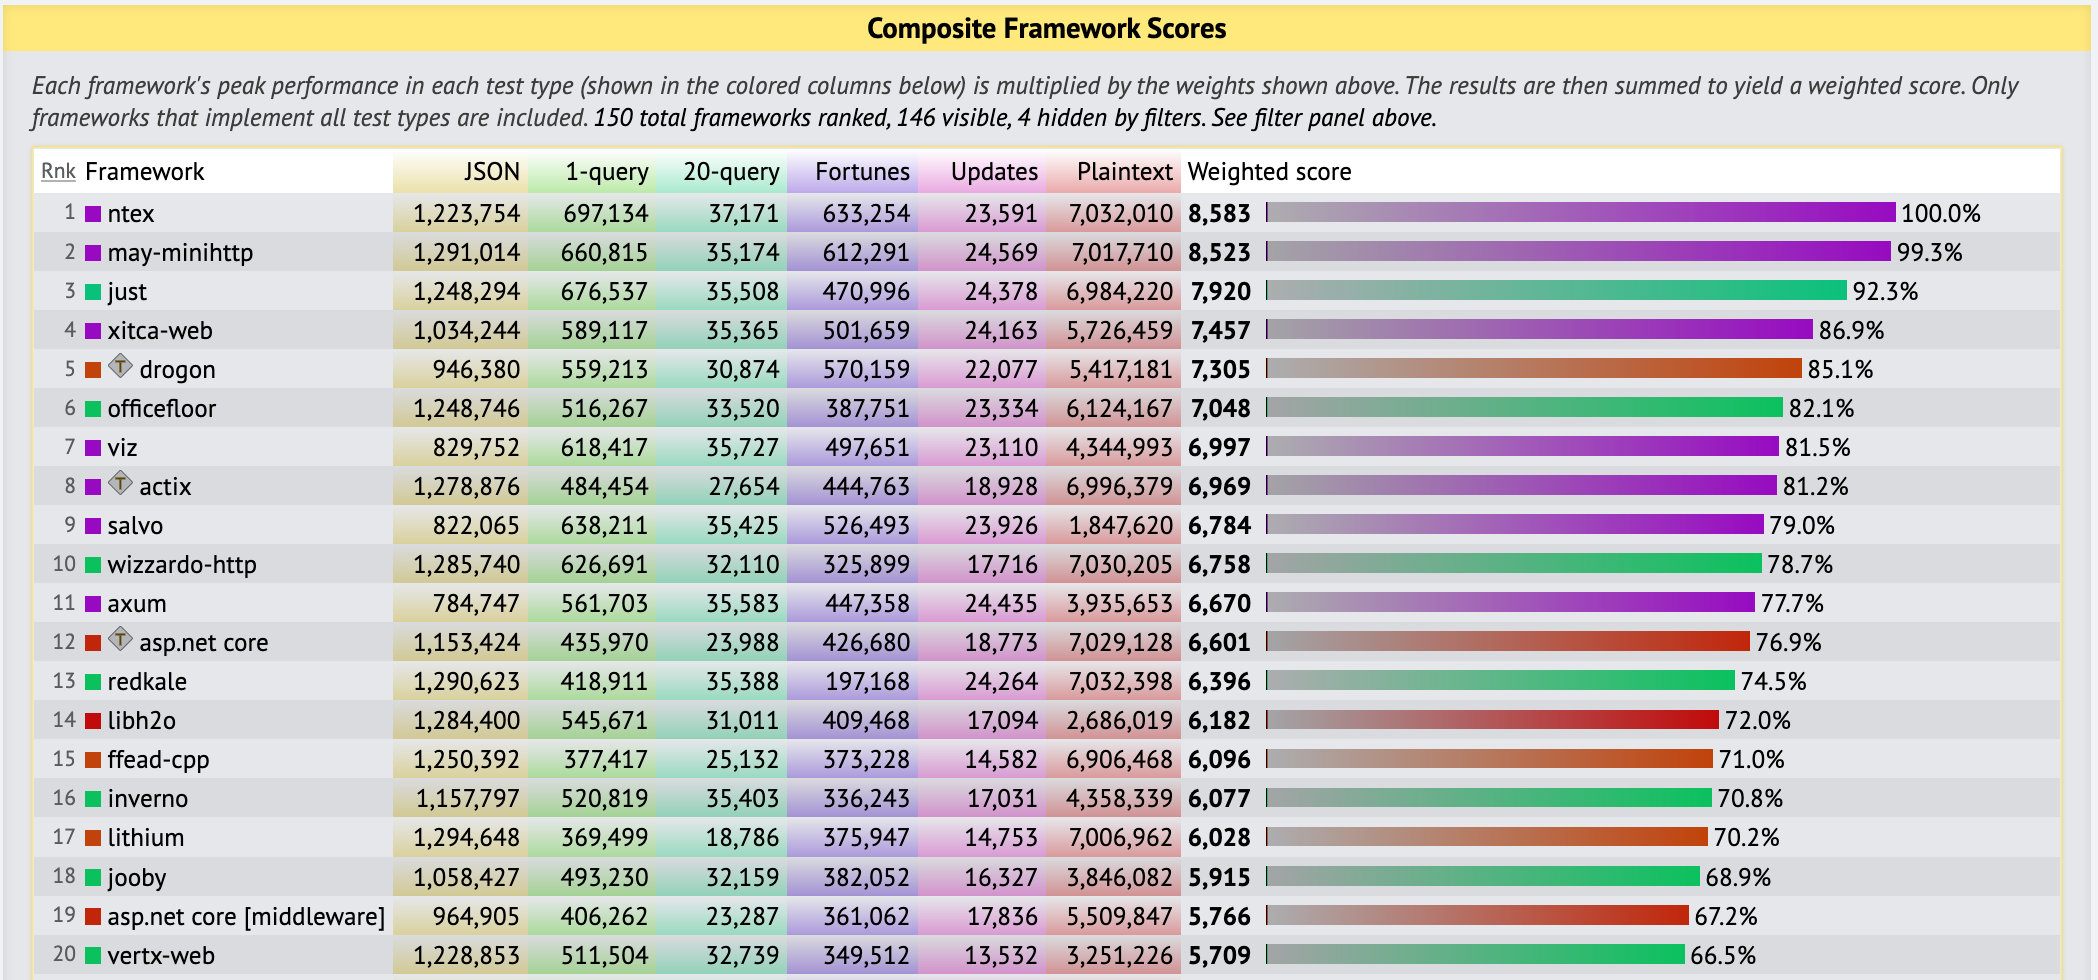 Composite Framework Scores
Each framework's peak performance in each test type (shown in the colored columns below) is multiplied by the weights shown above. The results are then summed to yield a weighted score. Only
frameworks that implement all test types are included. 150 total frameworks ranked, 146 visible, 4 hidden by filters. See filter panel above.
Rnk Framework JSON 1-query 20-query Fortunes Updates Plaintext Weighted score
1 ntex 1,223,754 697,134 37,171 633,254 23,591 7,032,010 8,583 100.0%
2 may-minihttp 1,291,014 660,815 35,174 612,291 24,569 7,017,710 8,523 99.3%
3 just 1,248,294 676,537 35,508 470,996 24,378 6,984,220 7,920 92.3%
4 xitca-web 1,034,244 589,117 35,365 501,659 24,163 5,726,459 7,457 86.9%
5 T drogon 946,380 559,213 30,874 570,159 22,077 5,417,181 7,305 85.1%
6 officefloor 1,248,746 516,267 33,520 387,751 23,334 6,124,167 7,048 82.1%
7 viz 829,752 618,417 35,727 497,651 23,110 4,344,993 6,997 81.5%
8 T actix 1,278,876 484,454 27,654 444,763 18,928 6,996,379 6,969 81.2%
9 salvo 822,065 638,211 35,425 526,493 23,926 1,847,620 6,784 79.0%
10 wizzardo-http 1,285,740 626,691 32,110 325,899 17,716 7,030,205 6,758 78.7%
11 axum 784,747 561,703 35,583 447,358 24,435 3,935,653 6,670 77.7%
12 T asp.net core 1,153,424 435,970 23,988 426,680 18,773 7,029,128 6,601 76.9%
13 redkale 1,290,623 418,911 35,388 197,168 24,264 7,032,398 6,396 74.5%
14 libh2o 1,284,400 545,671 31,011 409,468 17,094 2,686,019 6,182 72.0%
15 ffead-cpp 1,250,392 377,417 25,132 373,228 14,582 6,906,468 6,096 71.0%
16 inverno 1,157,797 520,819 35,403 336,243 17,031 4,358,339 6,077 70.8%
17 lithium 1,294,648 369,499 18,786 375,947 14,753 7,006,962 6,028 70.2%
18 jooby 1,058,427 493,230 32,159 382,052 16,327 3,846,082 5,915 68.9%
19 asp.net core [middleware] 964,905 406,262 23,287 361,062 17,836 5,509,847 5,766 67.2%
20 vertx-web 1,228,853 511,504 32,739 349,512 13,532 3,251,226 5,709 66.5%